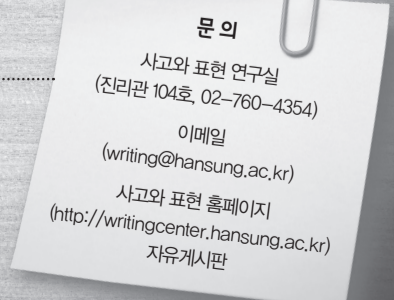 문 의
사고와 표현 연구실
(진리관 104호, 02-760-4354)
이메일
(writing@hansung.ac.kr)
사고와 표현 홈페이지
(http://writingcenter.hansung.ac.kr)
자유게시판